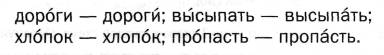 доро́ги — дороги́; вы́сыпать — высыпа́ть;
хло́пок — хлопо́к; про́пасть — пропа́сть.